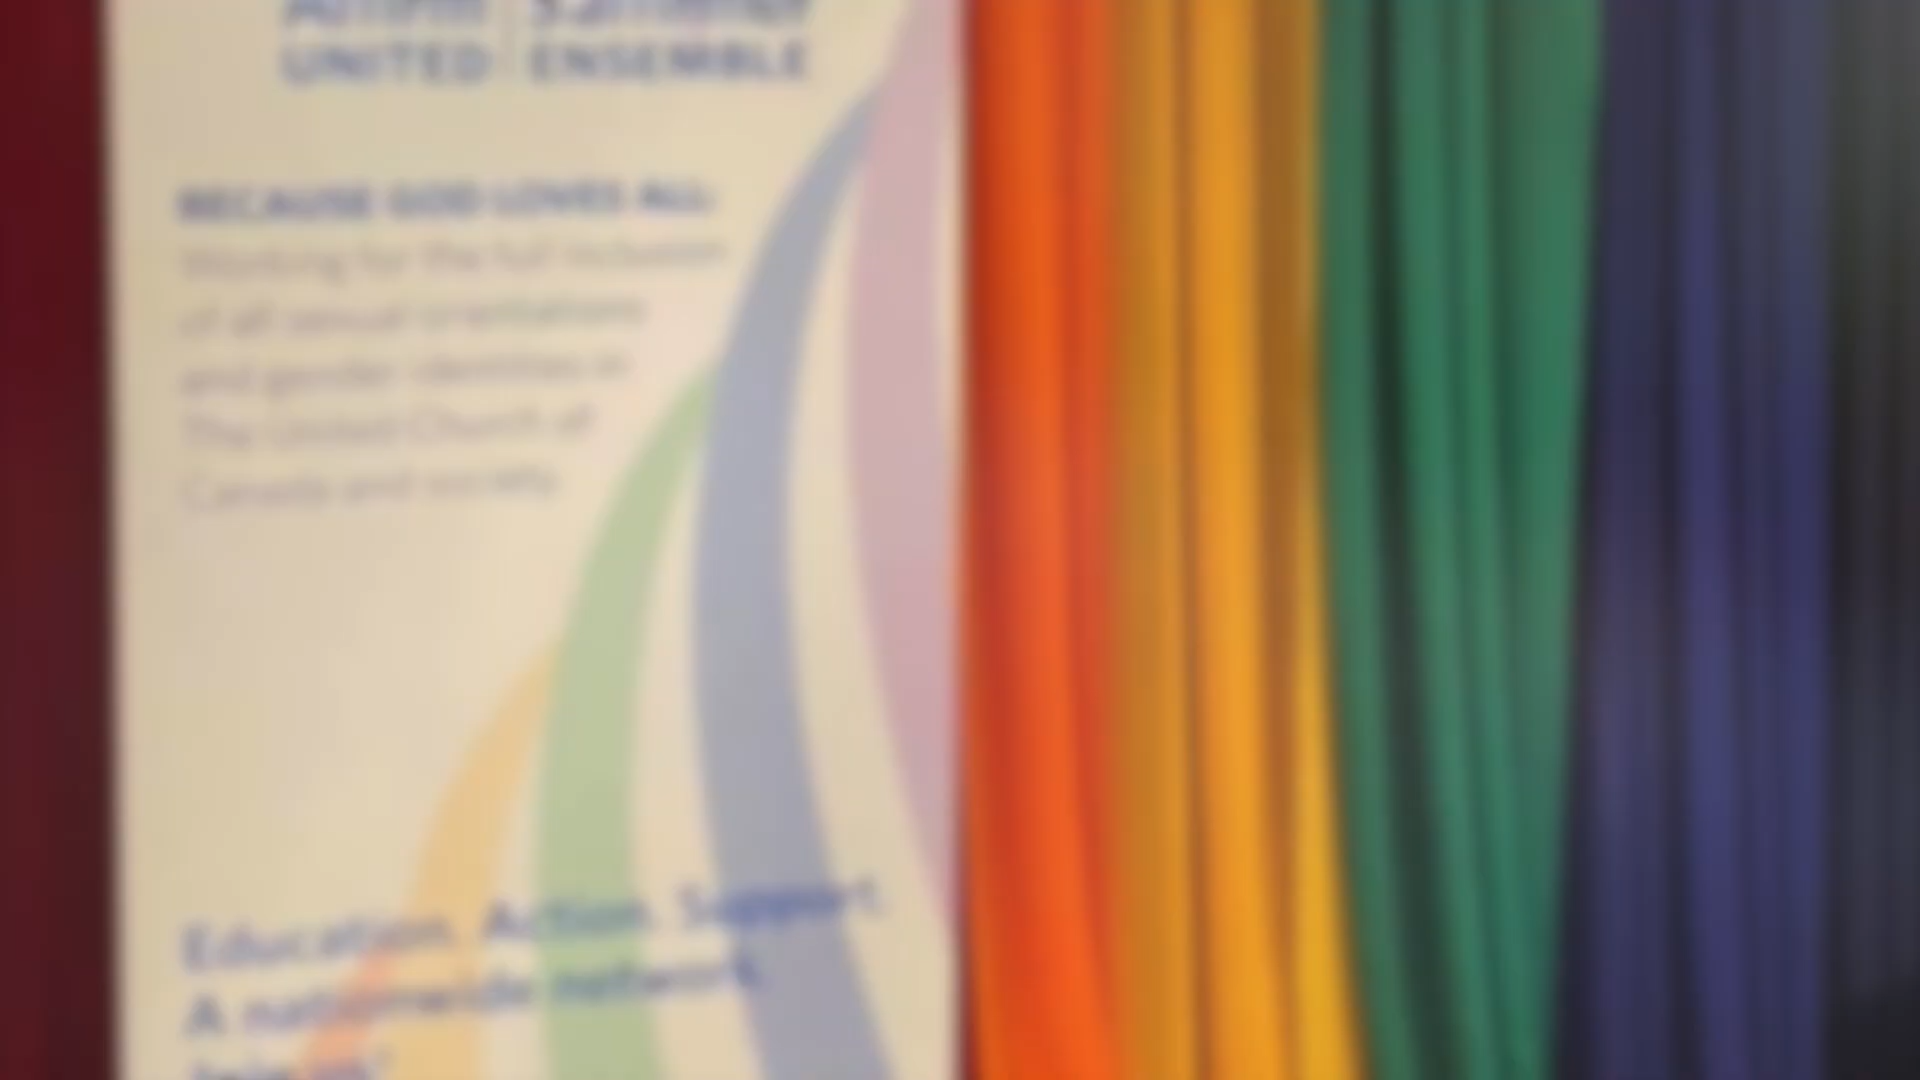 UNITED ENSEMBLE
BECAUSE GOD LOVES ALL:
Working for the full inclusion
of all sexual orientations
and gender identities in
The United Church of
Canada and society.
Education. Action. Support.
A nationwide network.